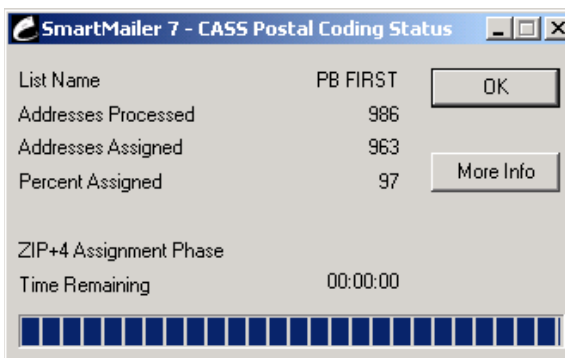 SmartMailer 7 - CASS Postal Coding Status
List Name PB FIRST
OK
Addresses Processed 986
Addresses Assigned 963
Percent Assigned 97
More Info
ZIP+4 Assignment Phase
Time Remaining 00:00:00